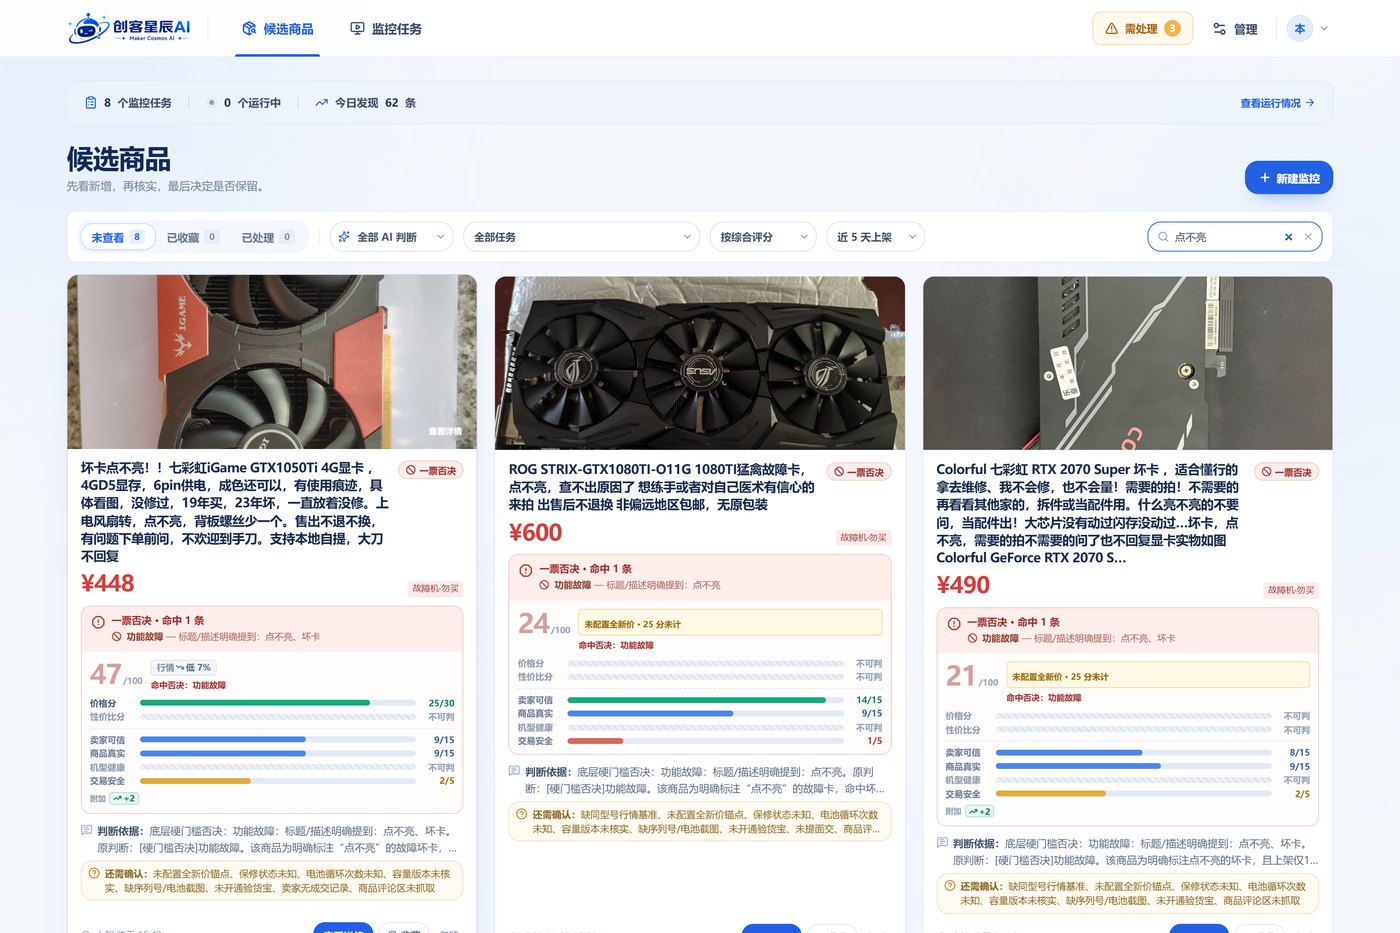 创客星辰AI
Maker Cosmos AI
候选商品
监控任务
需处理 3
管理
本
8 个监控任务
0 个运行中
今日发现 62 条
查看运行情况
候选商品
先看新增，再核实，最后决定是否保留。
新建监控
未查看 8
已收藏 0
已处理 0
全部 AI 判断
全部任务
按综合评分
近 5 天上架
点不亮
IGAME
查看详情
坏卡点不亮！！七彩虹iGame GTX1050Ti 4G显卡，
4GD5显存，6pin供电，成色还可以，有使用痕迹，具
体看图，没修过，19年买，23年坏，一直放着没修。上
电风扇转，点不亮，背板螺丝少一个。售出不退不换，
有问题下单前问，不欢迎到手刀。支持本地自提，大刀
不回复
一票否决
¥448
故障机·勿买
一票否决 • 命中 1 条
功能故障 — 标题/描述明确提到：点不亮、坏卡
47/100
行情低 7%
命中否决：功能故障
价格分 25/30
性价比分 不可判
卖家可信 9/15
商品真实 9/15
机型健康 不可判
交易安全 2/5
附加 +2
判断依据：底层硬门槛否决：功能故障：标题/描述明确提到：点不亮、坏卡。
原判断：[硬门槛否决]功能故障。该商品为明确标注“点不亮”的故障坏卡，...
还需确认：未配置全新价锚点、保修状态未知、电池循环次数未知、容量版本未核
实、缺序列号/电池截图、未开通验货宝、卖家无成交记录、商品评论区未抓取
ASUS
ROG STRIX-GTX1080TI-O11G 1080TI猛禽故障卡，
点不亮，查不出原因了 想练手或者对自己医术有信心的
来拍 出售后不退换 非偏远地区包邮，无原包装
一票否决
¥600
故障机·勿买
一票否决 • 命中 1 条
功能故障 — 标题/描述明确提到：点不亮
24/100
未配置全新价 • 25 分未计
命中否决：功能故障
价格分 不可判
性价比分 不可判
卖家可信 14/15
商品真实 9/15
机型健康 不可判
交易安全 1/5
判断依据：底层硬门槛否决：功能故障：标题/描述明确提到：点不亮。原判
断：[硬门槛否决]功能故障。该商品为明确标注“点不亮”的故障卡，命中坏...
还需确认：缺同型号行情基准、未配置全新价锚点、保修状态未知、电池循环次数
未知、容量版本未核实、缺序列号/电池截图、未开通验货宝、未提面交、商品评...
Colorful 七彩虹 RTX 2070 Super 坏卡 ，适合懂行的
拿去维修、我不会修，也不会量！需要的拍！不需要的
再看看其他家的，拆件或当配件用。什么亮不亮的不要
问，当配件出！大芯片没有动过闪存没动过...坏卡，点
不亮，需要的拍不需要的问了也不回复显卡实物如图
Colorful GeForce RTX 2070 S...
一票否决
¥490
故障机·勿买
一票否决 • 命中 1 条
功能故障 — 标题/描述明确提到：点不亮、坏卡
21/100
未配置全新价 • 25 分未计
命中否决：功能故障
价格分 不可判
性价比分 不可判
卖家可信 8/15
商品真实 9/15
机型健康 不可判
交易安全 2/5
附加 +2
判断依据：底层硬门槛否决：功能故障：标题/描述明确提到：点不亮、坏卡。
原判断：[硬门槛否决]功能故障。该商品为明确标注点不亮的坏卡，且上架仅1...
还需确认：缺同型号行情基准、未配置全新价锚点、保修状态未知、电池循环次数
未知、容量版本未核实、缺序列号/电池截图、未开通验货宝、商品评论区未抓取